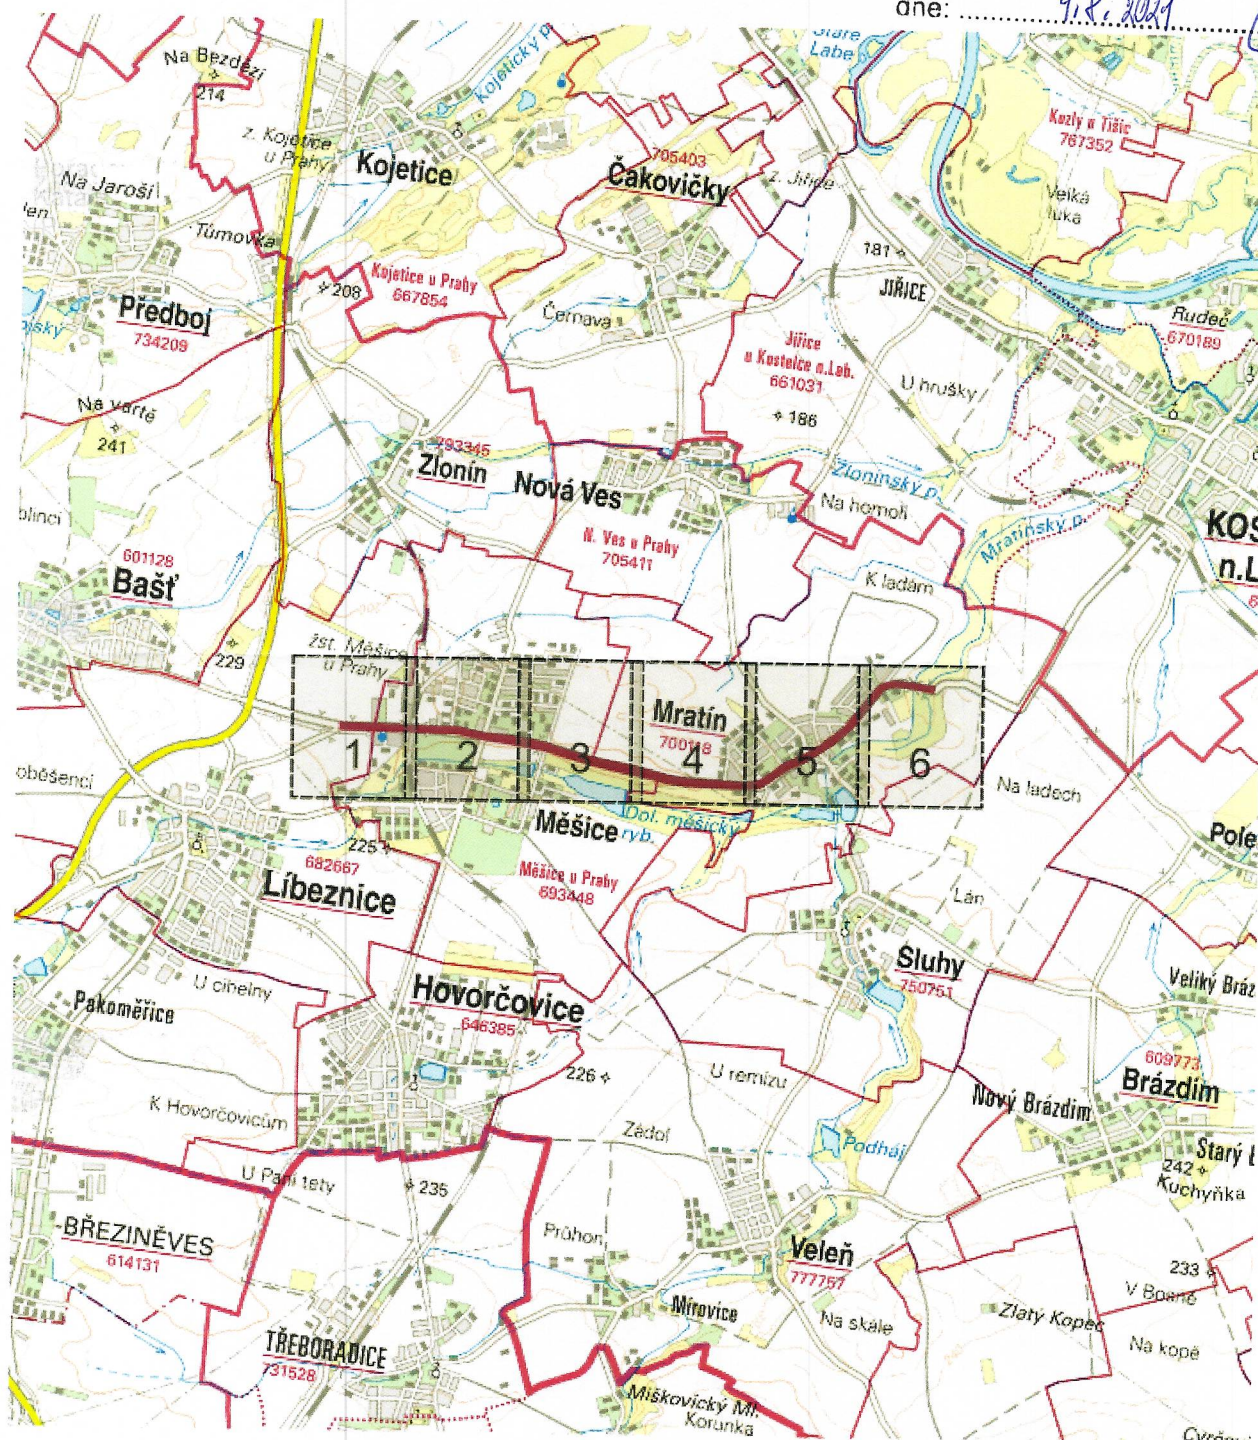 dne: 9.8.2021
Na Bezdězí
214
Kojetický p.
Staré
Labe
z. Kojetice
u Prahy
Kojetice
705403
Čakovičky
z. Jiřice
Kozly u Tišic
767352
Velká
luka
Na Jaroši
Tůmovka
181
JIŘICE
208
Kojetice u Prahy
667854
Předboj
734209
Černava
Rudeč
670189
Jiřice
u Kostelce n.Lab.
661031
U hrušky
186
Na vartě
241
793345
Zlonín
Nová Ves
Zlonínský p.
Na homoli
Mratínský p.
KOS
n.L
N. Ves u Prahy
705411
601128
Bašť
K ladám
229
žst. Měšice
u Prahy
Mratín
700118
1
2
3
4
5
6
Na ladech
oběšenci
Dol. měšický
ryb.
Měšice
225
682667
Líbeznice
Měšice u Prahy
693448
Pole
Lán
Sluhy
750751
U cihelny
Pakoměřice
Hovorčovice
646385
Veliký Bráz
609773
Brázdim
226
U remízu
Nový Brázdim
K Hovorčovicům
Zádol
Podháj
Starý
242
Kuchyňka
U Paní tety
235
BŘEZINĚVES
614131
Průhon
Veleň
777757
233
V Bosně
Mírovice
Na skále
Zlatý Kopec
Na kopě
TŘEBORADICE
731528
Miškovický Ml.
Korunka